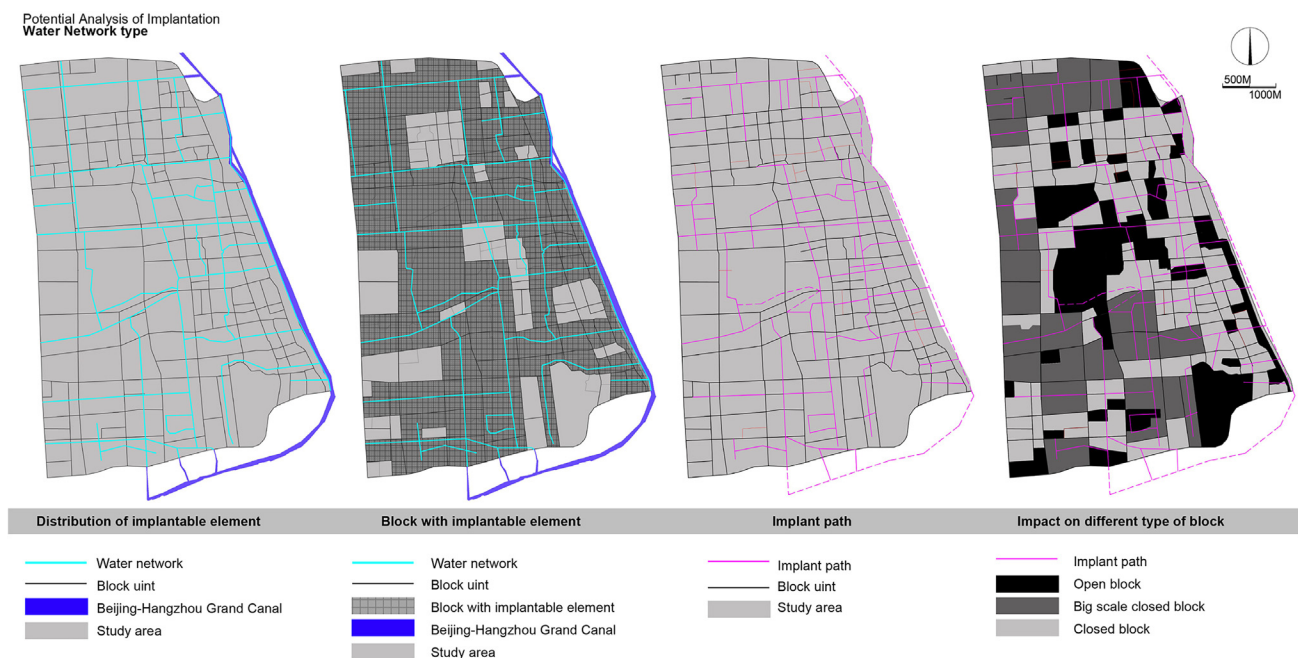 Potential Analysis of Implantation
Water Network type
500M
1000M
Distribution of implantable element
Block with implantable element
Implant path
Impact on different type of block
Water network
Block uint
Beijing-Hangzhou Grand Canal
Study area
Water network
Block uint
Block with implantable element
Beijing-Hangzhou Grand Canal
Study area
Implant path
Block uint
Study area
Implant path
Open block
Big scale closed block
Closed block